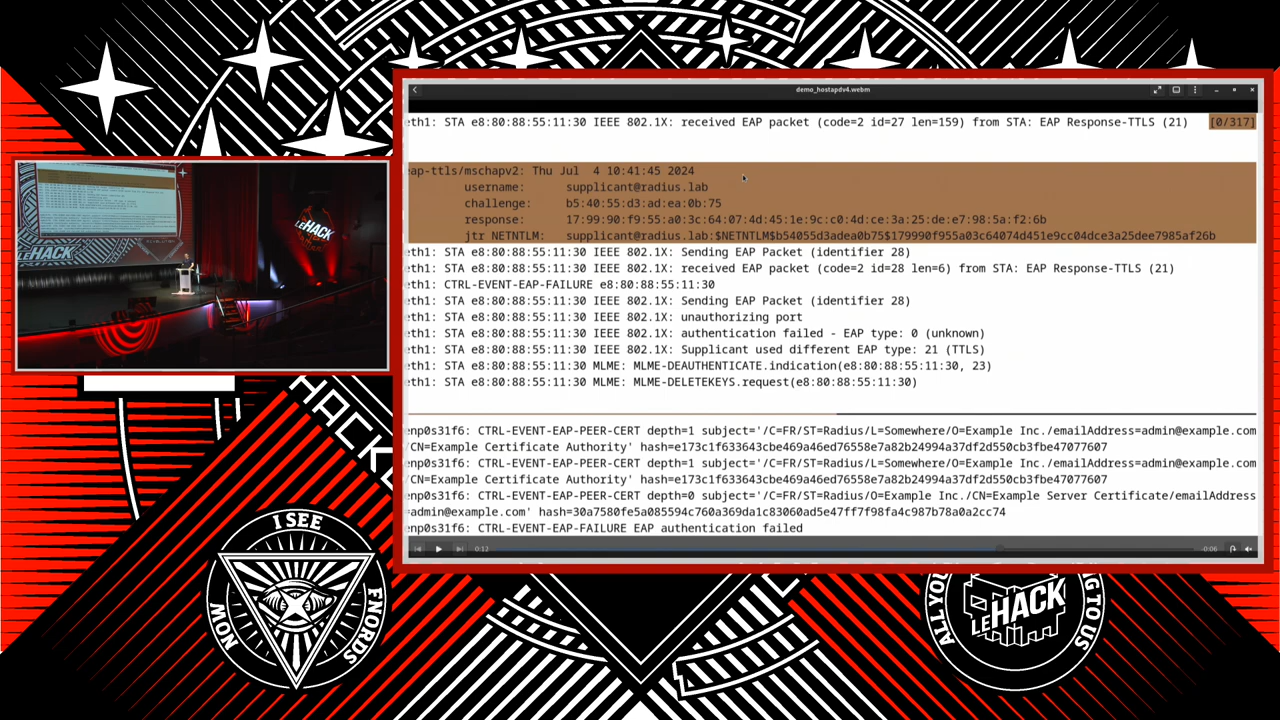 demo_hostapdv4.webm
eth1: STA e8:80:88:55:11:30 IEEE 802.1X: received EAP packet (code=2 id=27 len=159) from STA: EAP Response-TTLS (21) [0/317]
eap-ttls/mschapv2: Thu Jul  4 10:41:45 2024
username: supplicant@radius.lab
challenge: b5:40:55:d3:ad:ea:0b:75
response: 17:99:90:f9:55:a0:3c:64:07:4d:45:1e:9c:c0:4d:ce:3a:25:de:e7:98:5a:f2:6b
jtr NETNTLM: supplicant@radius.lab:$NETNTLM$b54055d3adea0b75$179990f955a03c64074d451e9cc04dce3a25dee7985af26b
eth1: STA e8:80:88:55:11:30 IEEE 802.1X: Sending EAP Packet (identifier 28)
eth1: STA e8:80:88:55:11:30 IEEE 802.1X: received EAP packet (code=2 id=28 len=6) from STA: EAP Response-TTLS (21)
eth1: CTRL-EVENT-EAP-FAILURE e8:80:88:55:11:30
eth1: STA e8:80:88:55:11:30 IEEE 802.1X: Sending EAP Packet (identifier 28)
eth1: STA e8:80:88:55:11:30 IEEE 802.1X: unauthorizing port
eth1: STA e8:80:88:55:11:30 IEEE 802.1X: authentication failed - EAP type: 0 (unknown)
eth1: STA e8:80:88:55:11:30 IEEE 802.1X: Supplicant used different EAP type: 21 (TTLS)
eth1: STA e8:80:88:55:11:30 MLME: MLME-DEAUTHENTICATE.indication(e8:80:88:55:11:30, 23)
eth1: STA e8:80:88:55:11:30 MLME: MLME-DELETEKEYS.request(e8:80:88:55:11:30)
enp0s31f6: CTRL-EVENT-EAP-PEER-CERT depth=1 subject='/C=FR/ST=Radius/L=Somewhere/O=Example Inc./emailAddress=admin@example.com
/CN=Example Certificate Authority' hash=e173c1f633643cbe469a46ed76558e7a82b24994a37df2d550cb3fbe47077607
enp0s31f6: CTRL-EVENT-EAP-PEER-CERT depth=1 subject='/C=FR/ST=Radius/L=Somewhere/O=Example Inc./emailAddress=admin@example.com
/CN=Example Certificate Authority' hash=e173c1f633643cbe469a46ed76558e7a82b24994a37df2d550cb3fbe47077607
enp0s31f6: CTRL-EVENT-EAP-PEER-CERT depth=0 subject='/C=FR/ST=Radius/O=Example Inc./CN=Example Server Certificate/emailAddress
=admin@example.com' hash=30a7580fe5a085594c760a369da1c83060ad5e47ff7f98fa4c987b78a0a2cc74
enp0s31f6: CTRL-EVENT-EAP-FAILURE EAP authentication failed
0:12
-0:06
LEHACK
LEHACK
HACK
I SEE
FNORDS
NOW
ALL YO
LEHACK
NG TO US